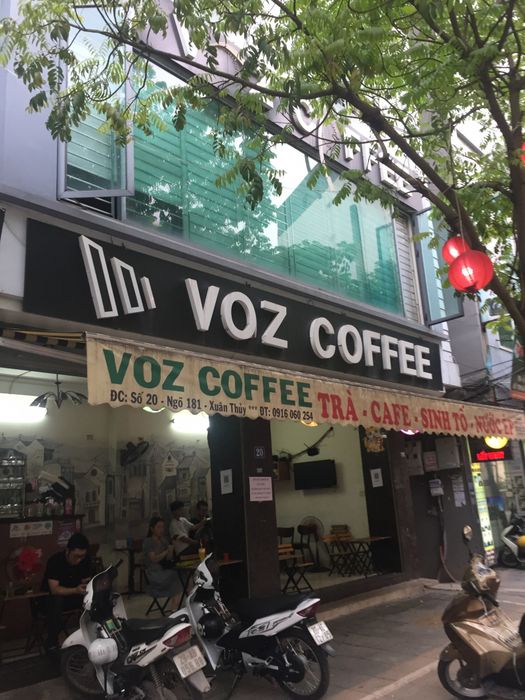 VOZ COFFEE
VOZ COFFEE
ĐC: Số 20 - Ngõ 181 - Xuân Thủy *** ĐT: 0916 060 254
TRÀ - CAFE - SINH TỐ - NƯỚC ÉP
20